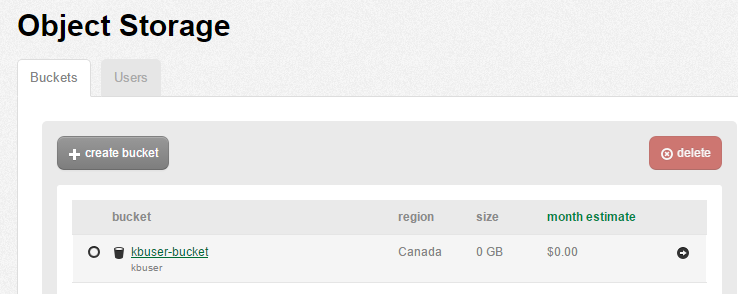 Object Storage
Buckets Users
create bucket delete
bucket region size month estimate
kbuser-bucket Canada 0 GB $0.00
kbuser